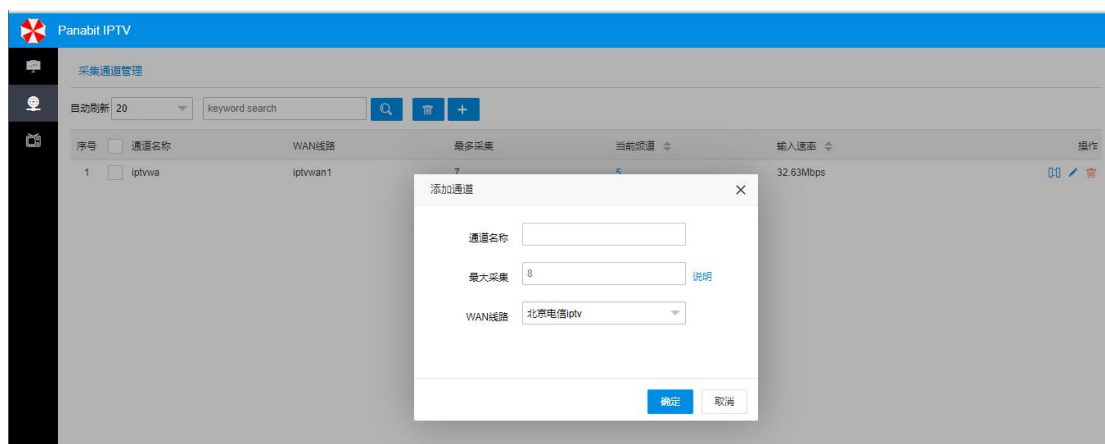 Panabit IPTV
采集通道管理
自动刷新 20 keyword search
序号 通道名称 WAN线路 最多采集 当前频道 输入速率 操作
1 iptvwa iptvwan1 7 5 32.63Mbps
添加通道
通道名称
最大采集 8 说明
WAN线路 北京电信iptv
确定 取消